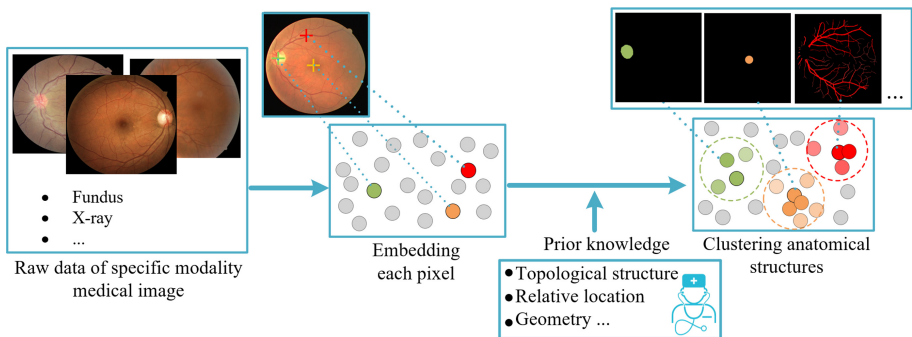 ● Fundus
● X-ray
● ...
Raw data of specific modality
medical image
Embedding
each pixel
Prior knowledge
● Topological structure
● Relative location
● Geometry ...
...
Clustering anatomical
structures